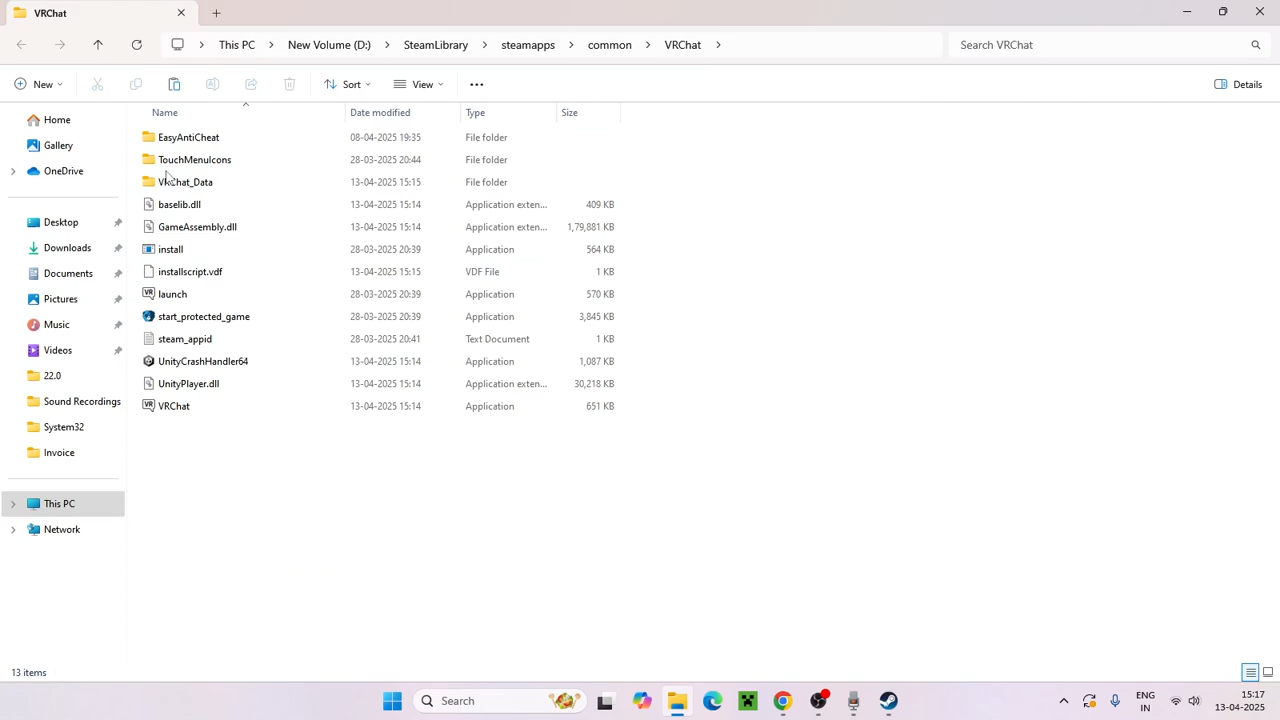 VRChat
This PC > New Volume (D:) > SteamLibrary > steamapps > common > VRChat >
Search VRChat
New
Sort
View
Details
Name Date modified Type Size
EasyAntiCheat 08-04-2025 19:35 File folder
TouchMenuIcons 28-03-2025 20:44 File folder
VRChat_Data 13-04-2025 15:15 File folder
baselib.dll 13-04-2025 15:14 Application exten... 409 KB
GameAssembly.dll 13-04-2025 15:14 Application exten... 1,79,881 KB
install 28-03-2025 20:39 Application 564 KB
installscript.vdf 13-04-2025 15:15 VDF File 1 KB
launch 28-03-2025 20:39 Application 570 KB
start_protected_game 28-03-2025 20:39 Application 3,845 KB
steam_appid 28-03-2025 20:41 Text Document 1 KB
UnityCrashHandler64 13-04-2025 15:14 Application 1,087 KB
UnityPlayer.dll 13-04-2025 15:14 Application exten... 30,218 KB
VRChat 13-04-2025 15:14 Application 651 KB
Home
Gallery
OneDrive
Desktop
Downloads
Documents
Pictures
Music
Videos
22.0
Sound Recordings
System32
Invoice
This PC
Network
13 items
Search
ENG
IN
15:17
13-04-2025